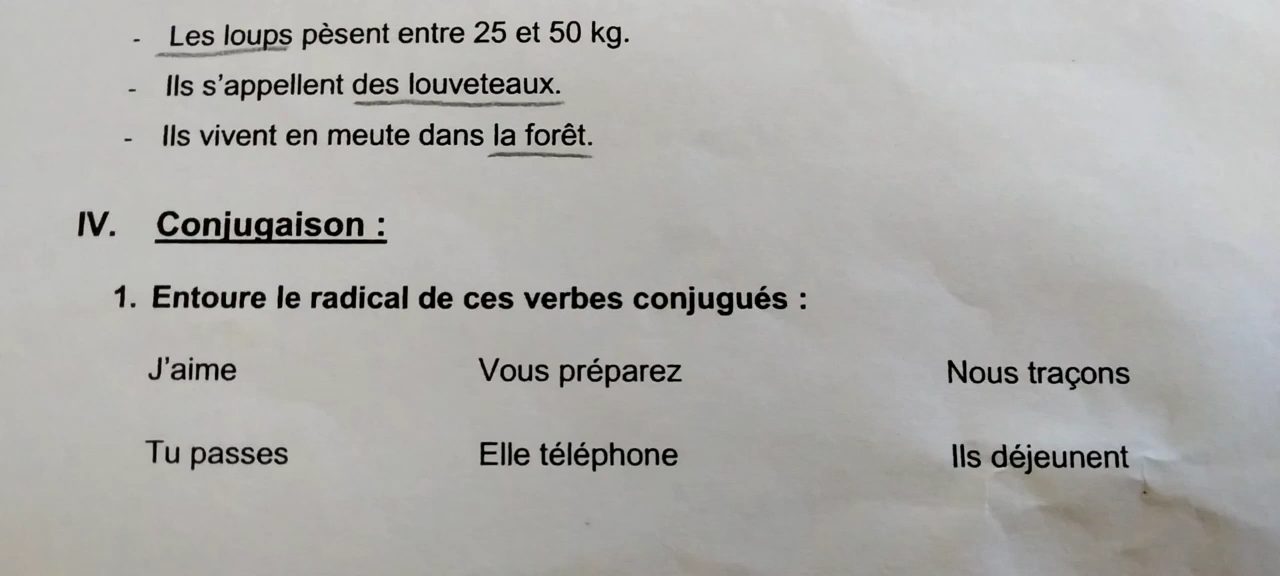 - Les loups pèsent entre 25 et 50 kg.
- Ils s'appellent des louveteaux.
- Ils vivent en meute dans la forêt.
IV. Conjugaison :
1. Entoure le radical de ces verbes conjugués :
J'aime Vous préparez Nous traçons
Tu passes Elle téléphone Ils déjeunent